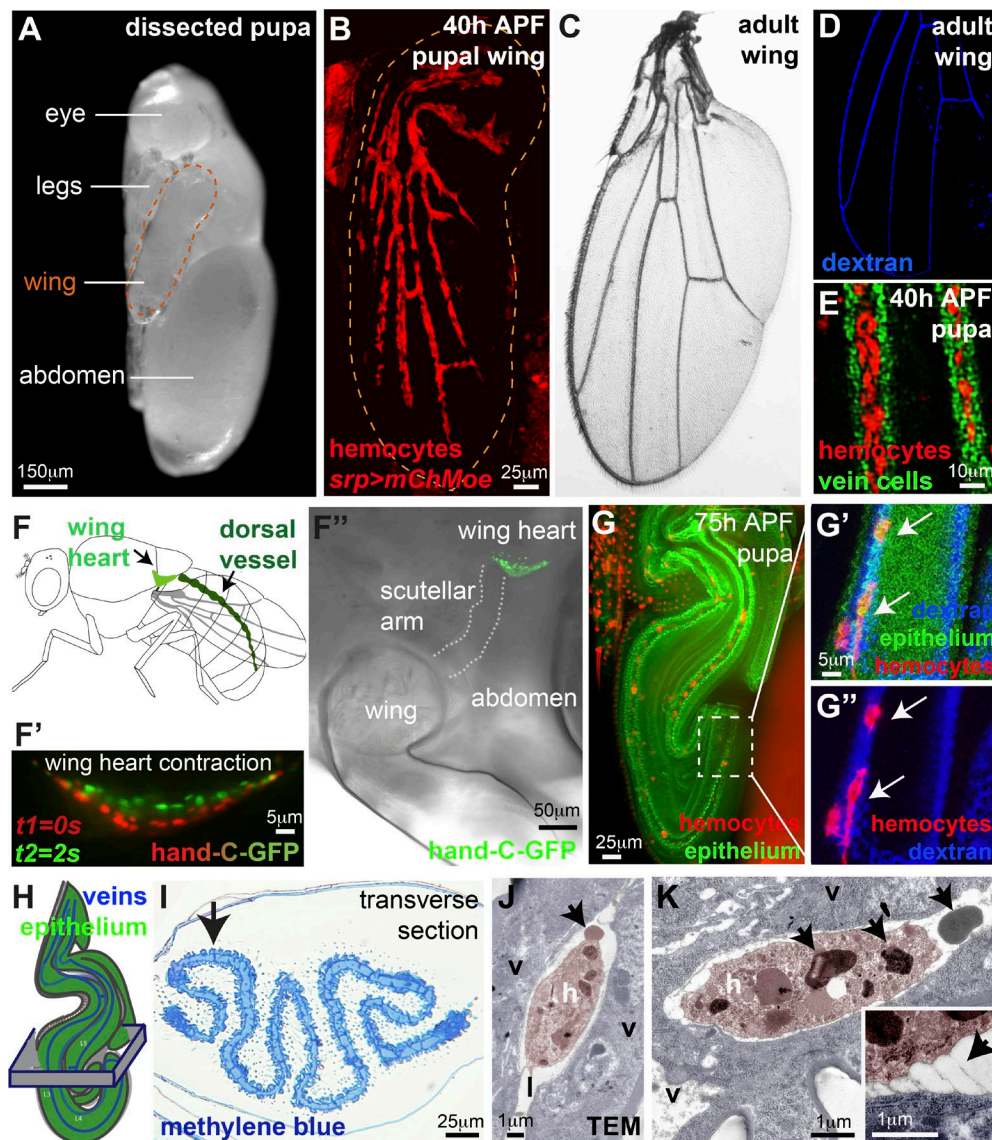 A
dissected pupa
eye
legs
wing
abdomen
150μm
B
40h APF
pupal wing
hemocytes
srp>mChMoe
25μm
C
adult
wing
D
adult
wing
dextran
E
40h APF
pupa
hemocytes
vein cells
10μm
F
wing
heart
dorsal
vessel
F'
wing heart contraction
t1=0s
t2=2s
5μm
hand-C-GFP
F''
wing heart
scutellar
arm
wing
abdomen
50μm
hand-C-GFP
G
75h APF
pupa
25μm
hemocytes
epithelium
G'
dextran
epithelium
hemocytes
5μm
G''
hemocytes
dextran
H
veins
epithelium
L5
L3
L4
I
transverse
section
methylene blue
25μm
J
v
h
v
l
1μm
TEM
K
v
h
v
1μm
1μm